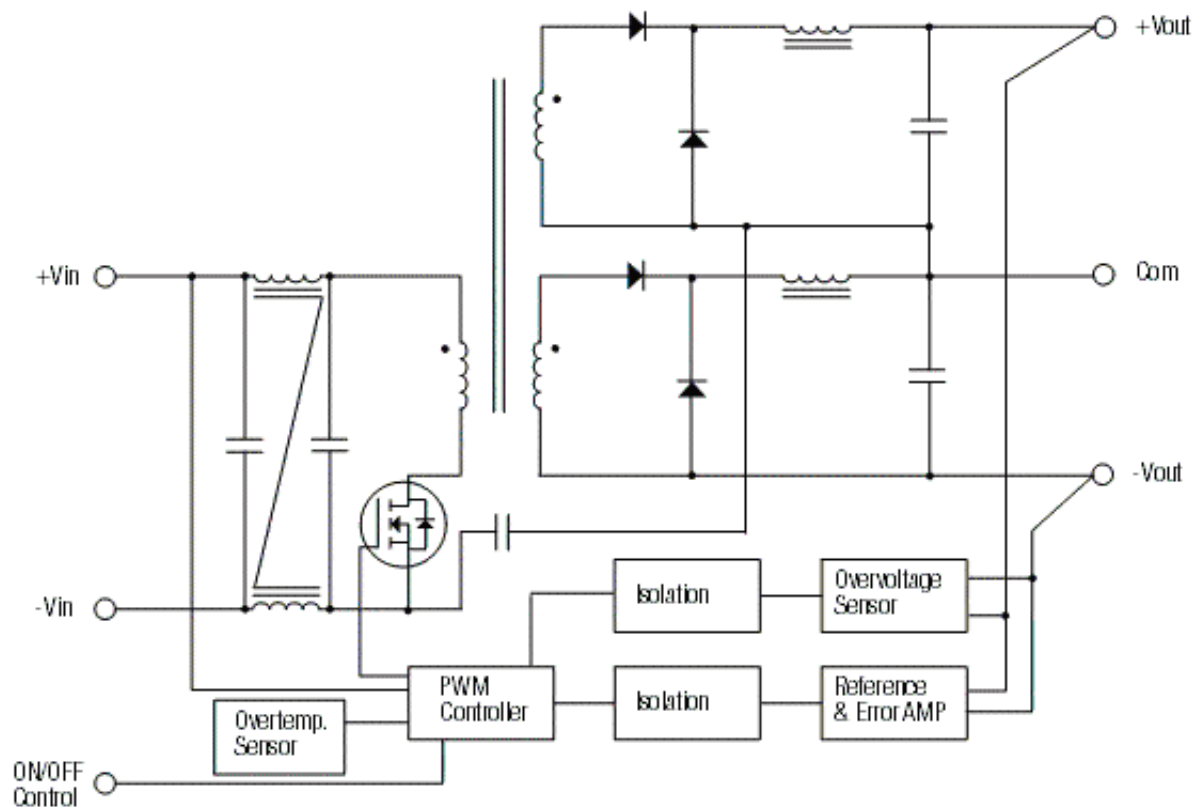 +Vout
+Vin
Com
-Vout
-Vin
Isolation
Overvoltage
Sensor
PWM
Controller
Isolation
Reference
& Error AMP
Overtemp.
Sensor
ON/OFF
Control